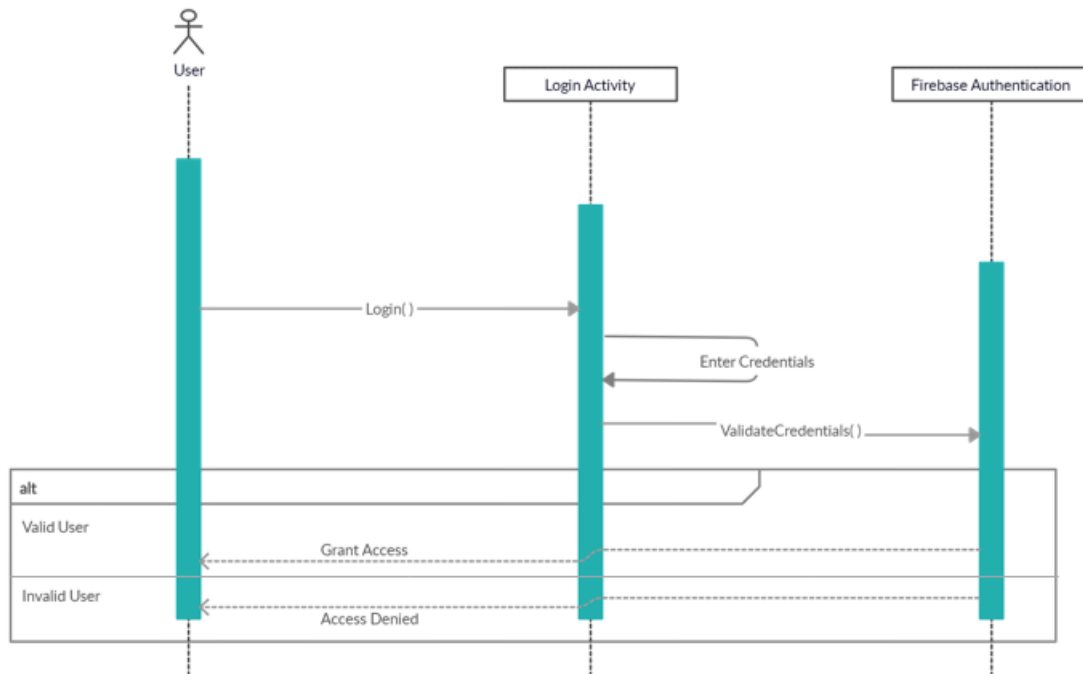 User
Login Activity
Firebase Authentication
Login( )
Enter Credentials
ValidateCredentials( )
alt
Valid User
Grant Access
Invalid User
Access Denied